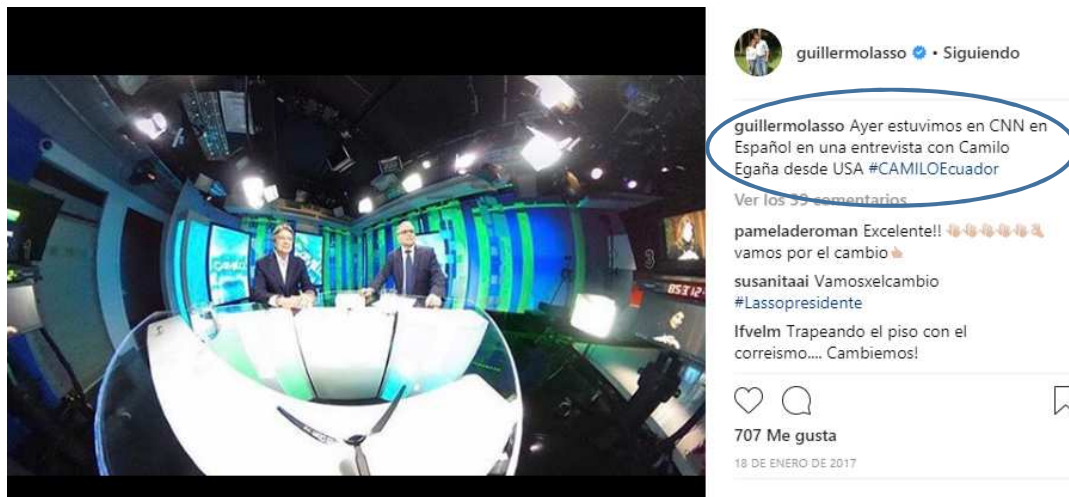 guillermolasso • Siguiendo
guillermolasso Ayer estuvimos en CNN en
Español en una entrevista con Camilo
Egaña desde USA #CAMILOEcuador
Ver los 39 comentarios
pameladeroman Excelente!! 👏🏻👏🏻👏🏻👏🏻👏🏻👏🏻
vamos por el cambio👆🏻
susanitaai Vamosxelcambio
#Lassopresidente
lfvelm Trapeando el piso con el
correismo.... Cambiemos!
707 Me gusta
18 DE ENERO DE 2017
3